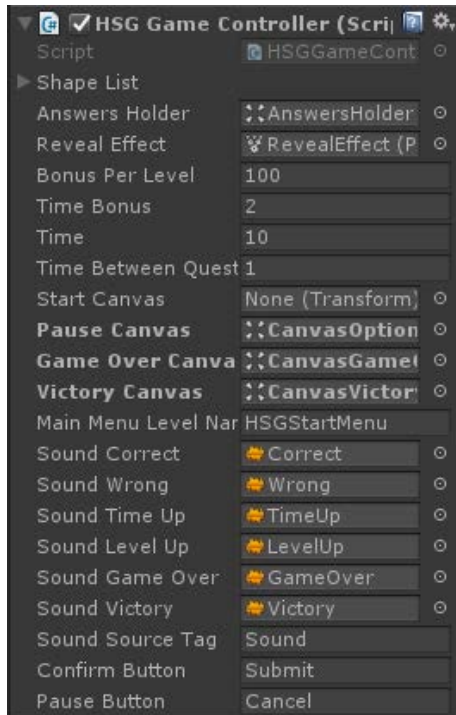 HSG Game Controller (Scri
Script HSGGameCont
Shape List
Answers Holder AnswersHolder
Reveal Effect RevealEffect (P
Bonus Per Level 100
Time Bonus 2
Time 10
Time Between Quest 1
Start Canvas None (Transform)
Pause Canvas CanvasOption
Game Over Canva CanvasGame
Victory Canvas CanvasVictor
Main Menu Level Nar HSGStartMenu
Sound Correct Correct
Sound Wrong Wrong
Sound Time Up TimeUp
Sound Level Up LevelUp
Sound Game Over GameOver
Sound Victory Victory
Sound Source Tag Sound
Confirm Button Submit
Pause Button Cancel